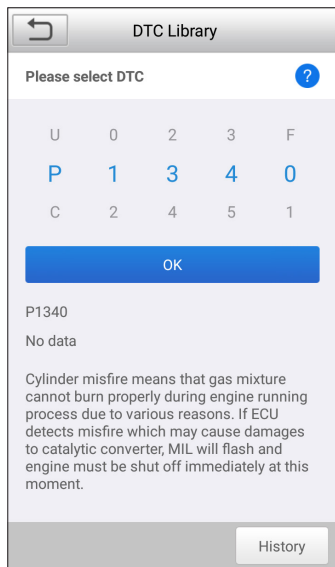 DTC Library
Please select DTC
?
U 0 2 3 F
P 1 3 4 0
C 2 4 5 1
OK
P1340
No data
Cylinder misfire means that gas mixture
cannot burn properly during engine running
process due to various reasons. If ECU
detects misfire which may cause damages
to catalytic converter, MIL will flash and
engine must be shut off immediately at this
moment.
History